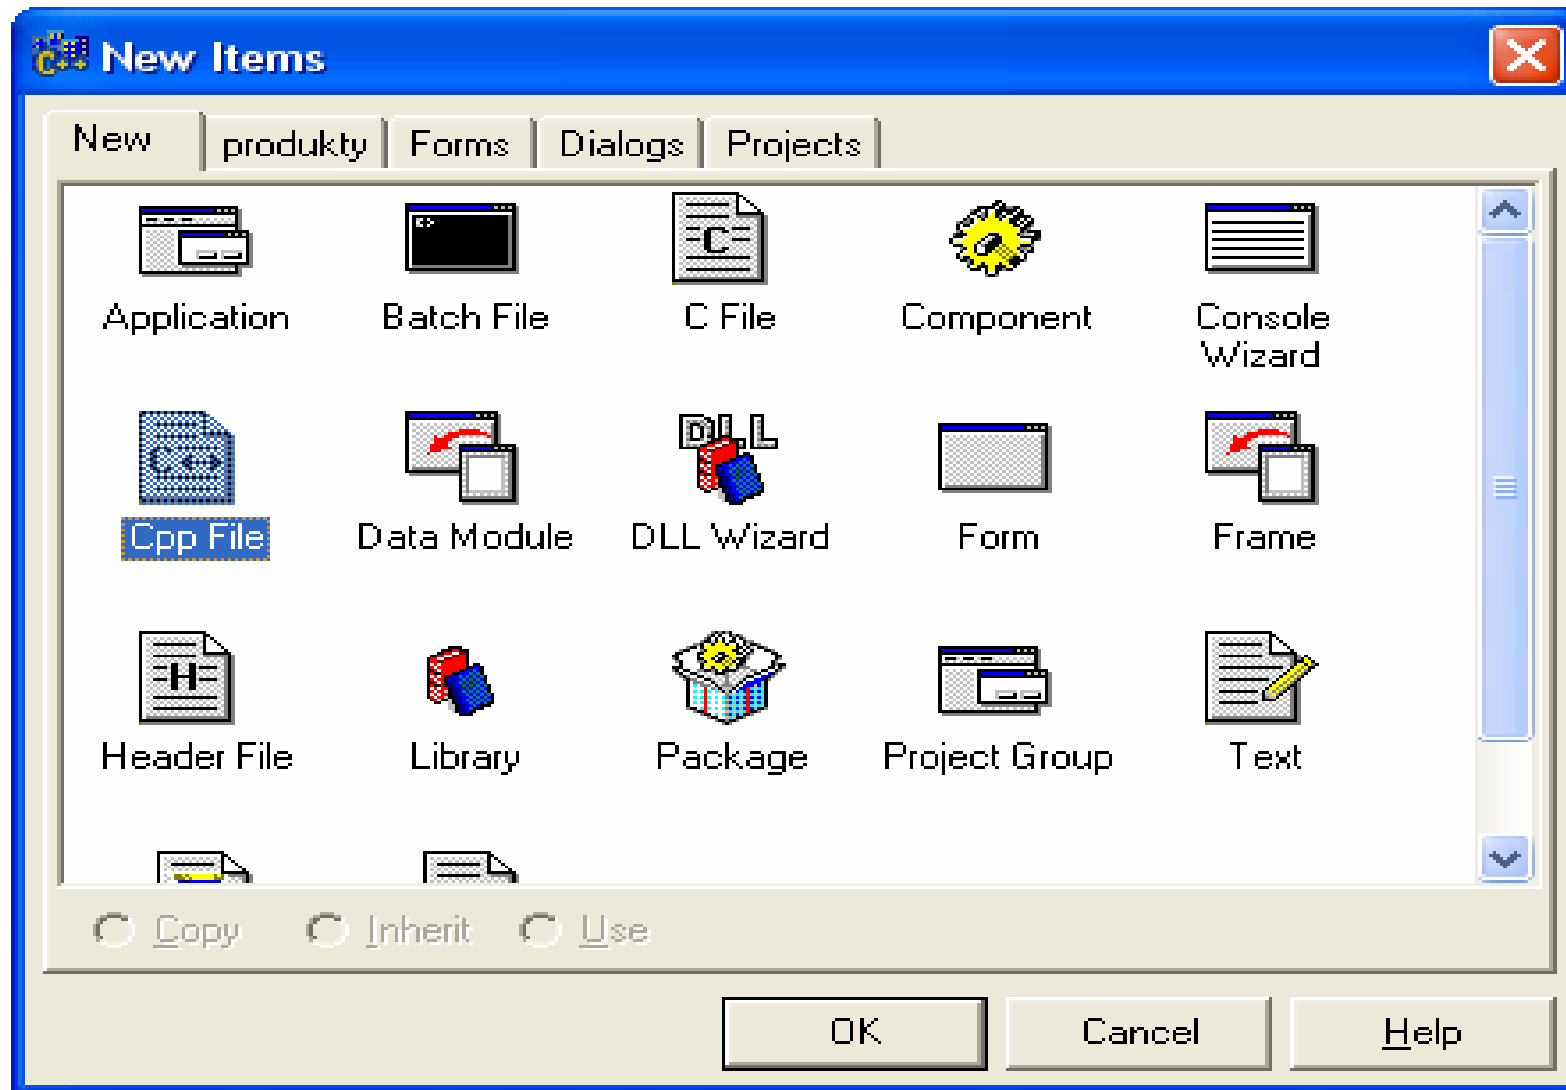 New Items
New produkty Forms Dialogs Projects
Application Batch File C File Component Console
Wizard
Cpp File Data Module DLL Wizard Form Frame
Header File Library Package Project Group Text
Copy Inherit Use
OK Cancel Help